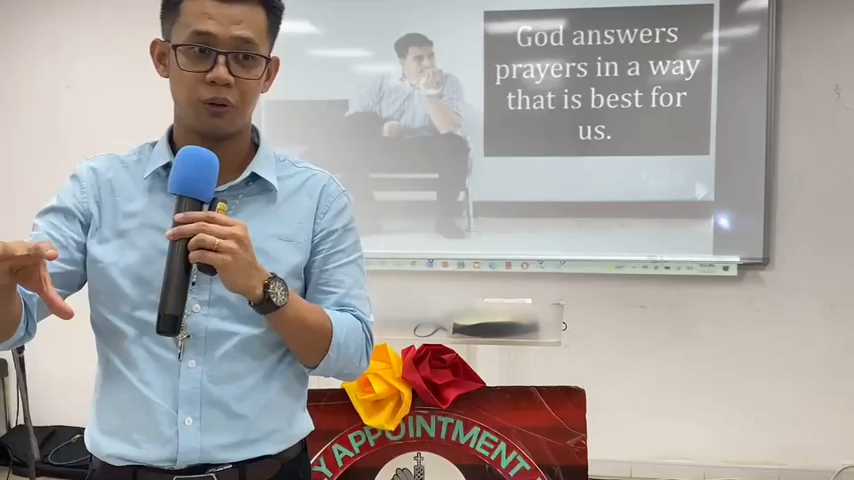 God answers
prayers in a way
that is best for
us.
Y APPOINTMENT